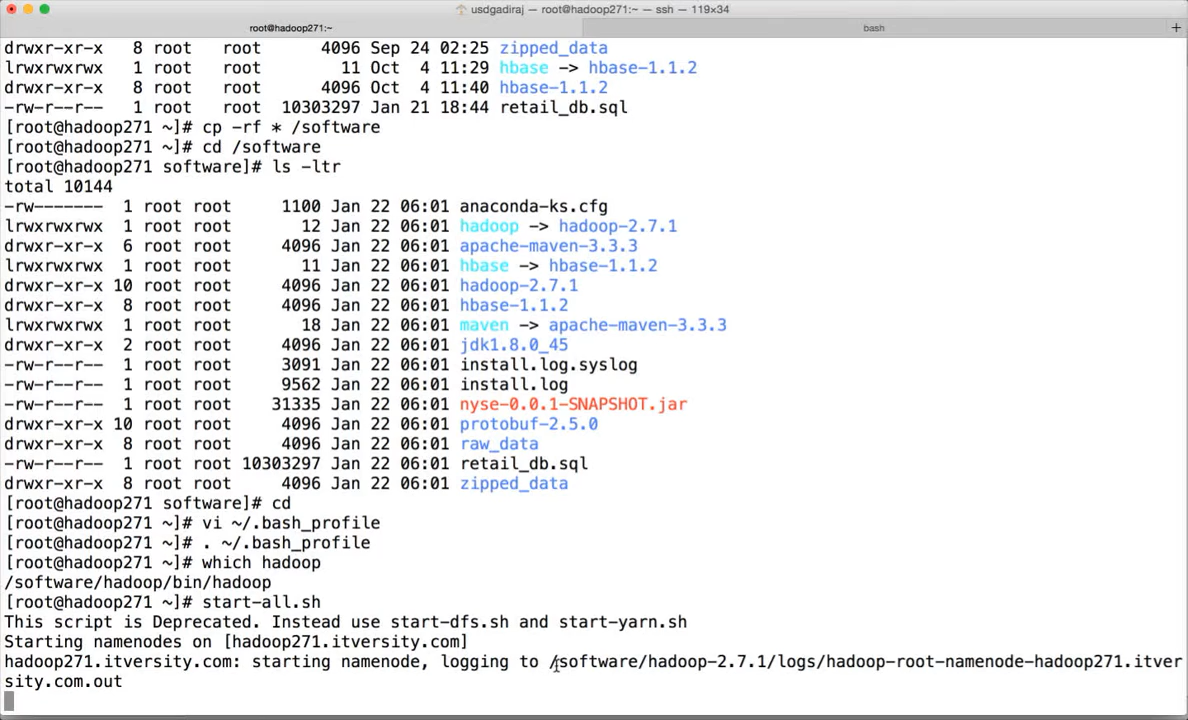 usdgadiraj — root@hadoop271:~ — ssh — 119×34
root@hadoop271:~ bash +
drwxr-xr-x 8 root root 4096 Sep 24 02:25 zipped_data
lrwxrwxrwx 1 root root 11 Oct 4 11:29 hbase -> hbase-1.1.2
drwxr-xr-x 8 root root 4096 Oct 4 11:40 hbase-1.1.2
-rw-r--r-- 1 root root 10303297 Jan 21 18:44 retail_db.sql
[root@hadoop271 ~]# cp -rf * /software
[root@hadoop271 ~]# cd /software
[root@hadoop271 software]# ls -ltr
total 10144
-rw------- 1 root root 1100 Jan 22 06:01 anaconda-ks.cfg
lrwxrwxrwx 1 root root 12 Jan 22 06:01 hadoop -> hadoop-2.7.1
drwxr-xr-x 6 root root 4096 Jan 22 06:01 apache-maven-3.3.3
lrwxrwxrwx 1 root root 11 Jan 22 06:01 hbase -> hbase-1.1.2
drwxr-xr-x 10 root root 4096 Jan 22 06:01 hadoop-2.7.1
drwxr-xr-x 8 root root 4096 Jan 22 06:01 hbase-1.1.2
lrwxrwxrwx 1 root root 18 Jan 22 06:01 maven -> apache-maven-3.3.3
drwxr-xr-x 2 root root 4096 Jan 22 06:01 jdk1.8.0_45
-rw-r--r-- 1 root root 3091 Jan 22 06:01 install.log.syslog
-rw-r--r-- 1 root root 9562 Jan 22 06:01 install.log
-rw-r--r-- 1 root root 31335 Jan 22 06:01 nyse-0.0.1-SNAPSHOT.jar
drwxr-xr-x 10 root root 4096 Jan 22 06:01 protobuf-2.5.0
drwxr-xr-x 8 root root 4096 Jan 22 06:01 raw_data
-rw-r--r-- 1 root root 10303297 Jan 22 06:01 retail_db.sql
drwxr-xr-x 8 root root 4096 Jan 22 06:01 zipped_data
[root@hadoop271 software]# cd
[root@hadoop271 ~]# vi ~/.bash_profile
[root@hadoop271 ~]# . ~/.bash_profile
[root@hadoop271 ~]# which hadoop
/software/hadoop/bin/hadoop
[root@hadoop271 ~]# start-all.sh
This script is Deprecated. Instead use start-dfs.sh and start-yarn.sh
Starting namenodes on [hadoop271.itversity.com]
hadoop271.itversity.com: starting namenode, logging to /software/hadoop-2.7.1/logs/hadoop-root-namenode-hadoop271.itver
sity.com.out